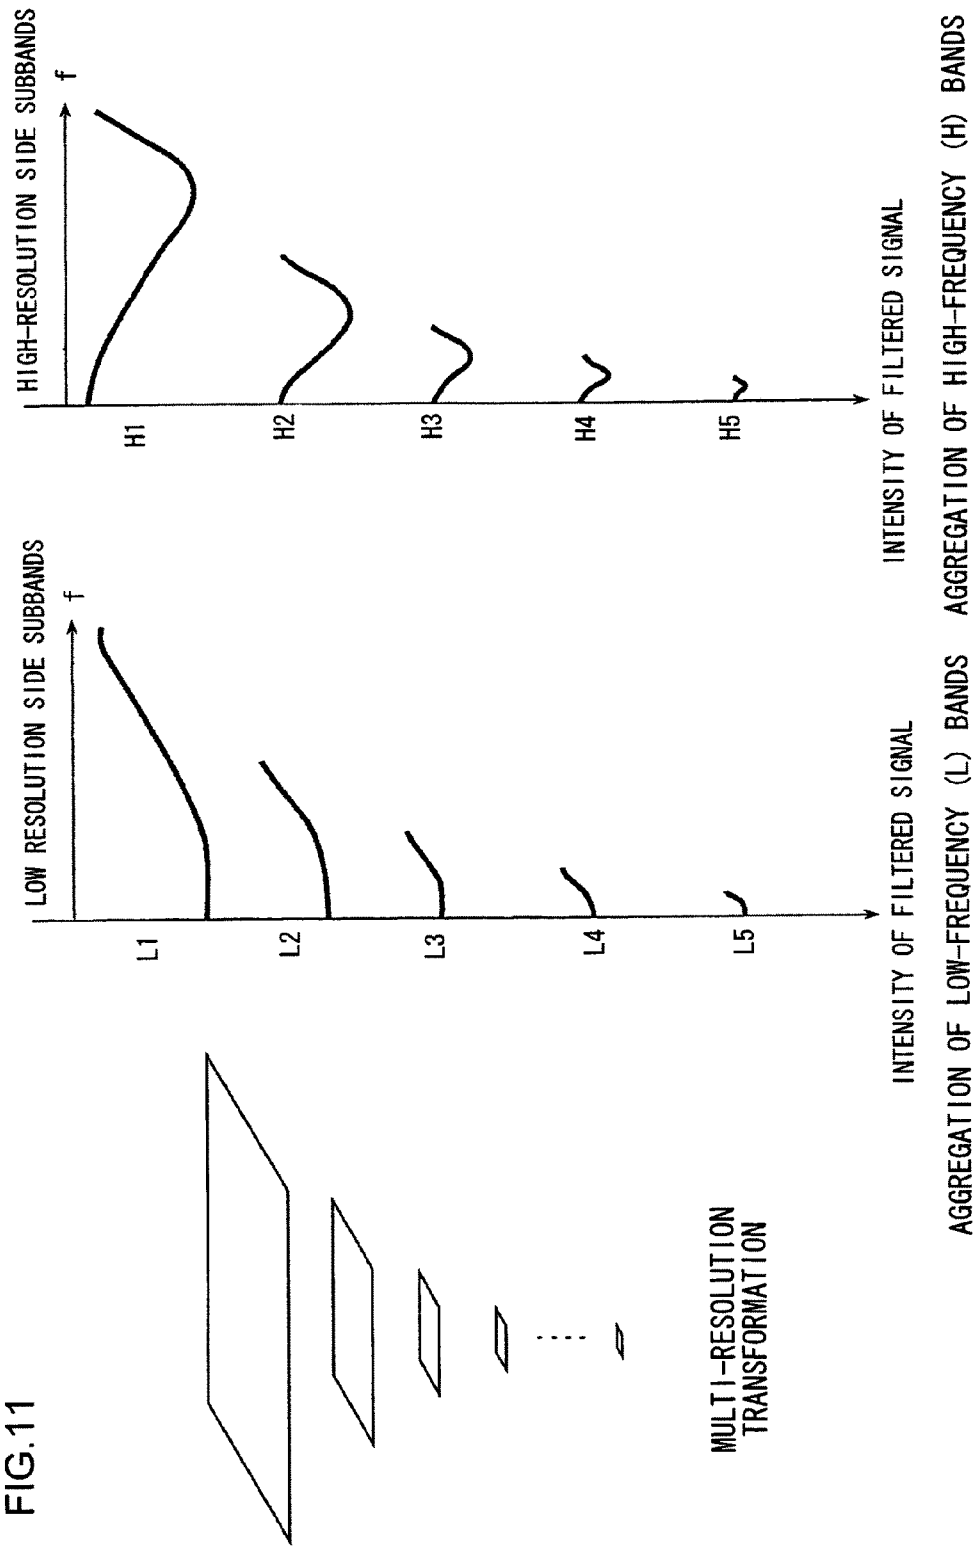 FIG.11
MULTI-RESOLUTION
TRANSFORMATION
LOW RESOLUTION SIDE SUBBANDS
f
L1
L2
L3
L4
L5
INTENSITY OF FILTERED SIGNAL
AGGREGATION OF LOW-FREQUENCY (L) BANDS
HIGH-RESOLUTION SIDE SUBBANDS
f
H1
H2
H3
H4
H5
INTENSITY OF FILTERED SIGNAL
AGGREGATION OF HIGH-FREQUENCY (H) BANDS